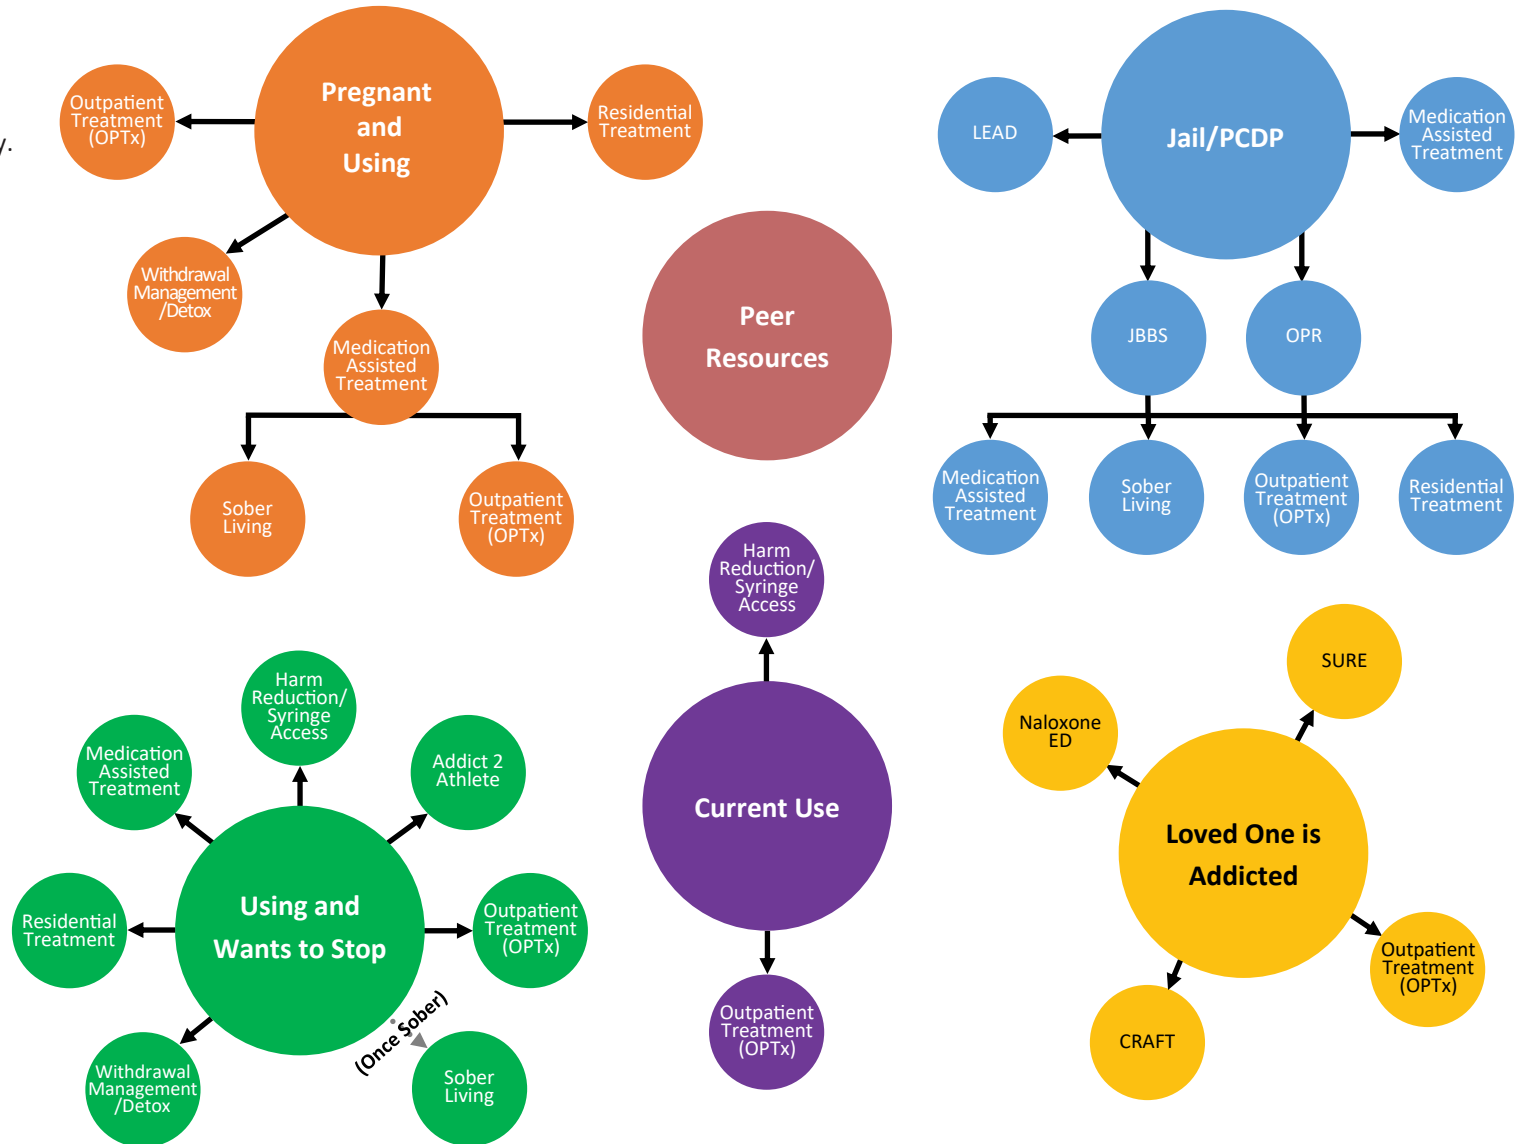 y.
Pregnant
and
Using
Outpatient
Treatment
(OPTx)
Residential
Treatment
Withdrawal
Management
/Detox
Medication
Assisted
Treatment
Sober
Living
Outpatient
Treatment
(OPTx)
Peer
Resources
Jail/PCDP
LEAD
Medication
Assisted
Treatment
JBBS
OPR
Medication
Assisted
Treatment
Sober
Living
Outpatient
Treatment
(OPTx)
Residential
Treatment
Using and
Wants to Stop
Harm
Reduction/
Syringe
Access
Medication
Assisted
Treatment
Addict 2
Athlete
Residential
Treatment
Outpatient
Treatment
(OPTx)
Withdrawal
Management
/Detox
(Once Sober)
Sober
Living
Harm
Reduction/
Syringe
Access
Current Use
Outpatient
Treatment
(OPTx)
SURE
Naloxone
ED
Loved One is
Addicted
Outpatient
Treatment
(OPTx)
CRAFT